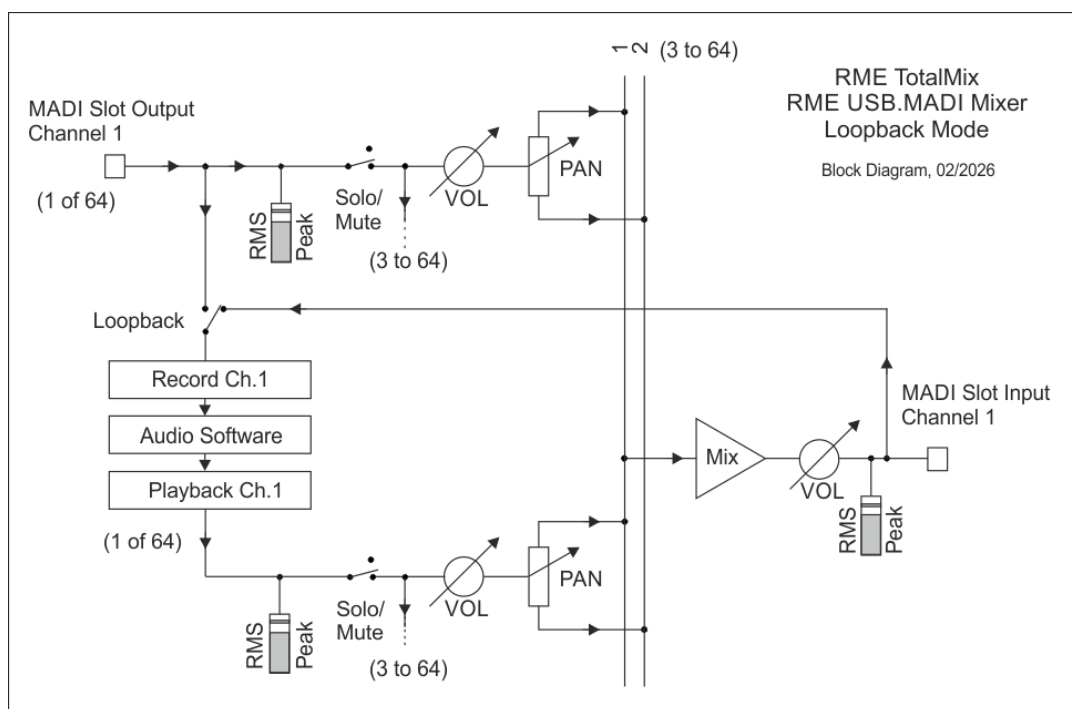 1
2
(3 to 64)
RME TotalMix
RME USB.MADI Mixer
Loopback Mode
Block Diagram, 02/2026
MADI Slot Output
Channel 1
(1 of 64)
RMS
Peak
Solo/
Mute
(3 to 64)
VOL
PAN
Loopback
Record Ch.1
Audio Software
Playback Ch.1
(1 of 64)
MADI Slot Input
Channel 1
Mix
VOL
RMS
Peak
RMS
Peak
Solo/
Mute
(3 to 64)
VOL
PAN